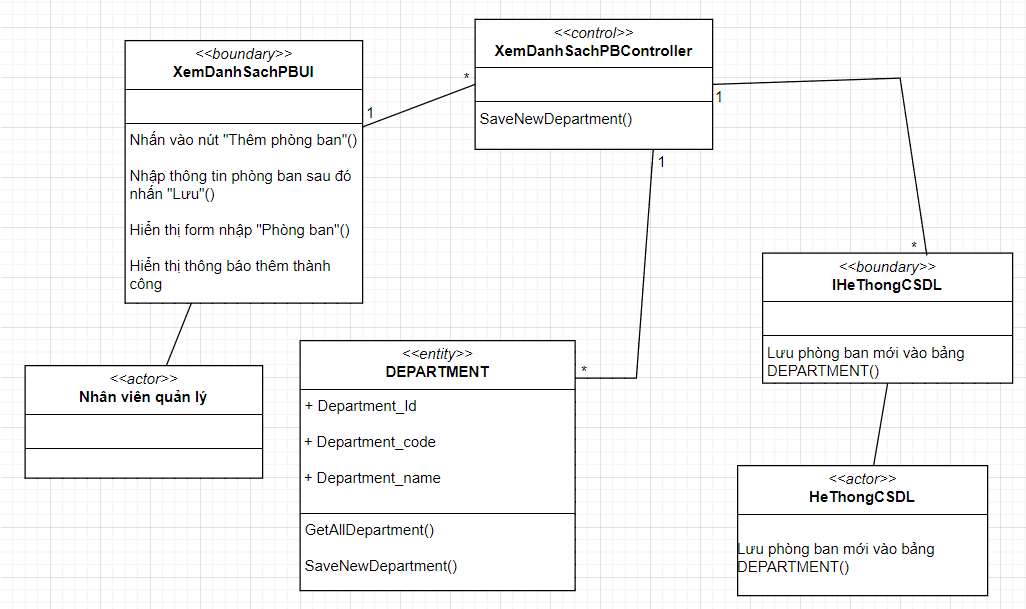 <<boundary>>
XemDanhSachPBUI
Nhấn vào nút "Thêm phòng ban"()
Nhập thông tin phòng ban sau đó
nhấn "Lưu"()
Hiển thị form nhập "Phòng ban"()
Hiển thị thông báo thêm thành
công
1
*
<<control>>
XemDanhSachPBController
SaveNewDepartment()
1
1
*
<<boundary>>
IHeThongCSDL
Lưu phòng ban mới vào bảng
DEPARTMENT()
<<actor>>
Nhân viên quản lý
<<entity>>
DEPARTMENT
*
+ Department_Id
+ Department_code
+ Department_name
GetAllDepartment()
SaveNewDepartment()
<<actor>>
HeThongCSDL
Lưu phòng ban mới vào bảng
DEPARTMENT()